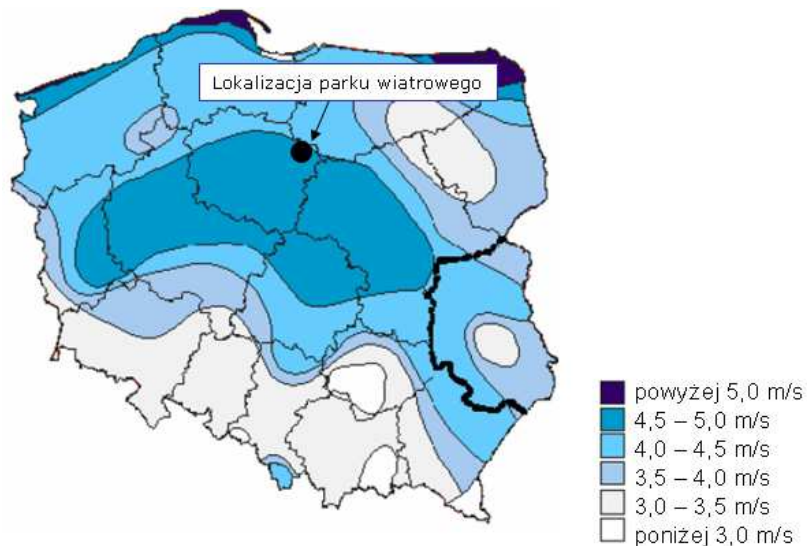 Lokalizacja parku wiatrowego
powyżej 5,0 m/s
4,5 – 5,0 m/s
4,0 – 4,5 m/s
3,5 – 4,0 m/s
3,0 – 3,5 m/s
poniżej 3,0 m/s